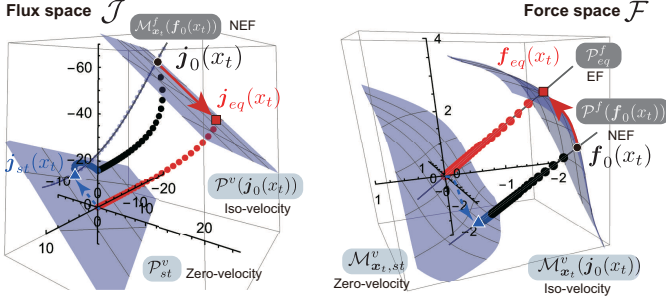 Flux space 𝒥
ℳ^f_{x_t}(f_0(x_t)) NEF
j_0(x_t)
j_eq(x_t)
j_st(x_t)
−60
−40
−20
−20
−10
0
0
−20
10
20
𝒫^v(j_0(x_t))
Iso-velocity
𝒫^v_st
Zero-velocity
Force space ℱ
4
2
f_eq(x_t)
𝒫^f_eq
EF
𝒫^f(f_0(x_t))
NEF
f_0(x_t)
1
0
0
−1
−2
−2
−2
ℳ^v_{x_t,st}
Zero-velocity
ℳ^v_{x_t}(j_0(x_t))
Iso-velocity